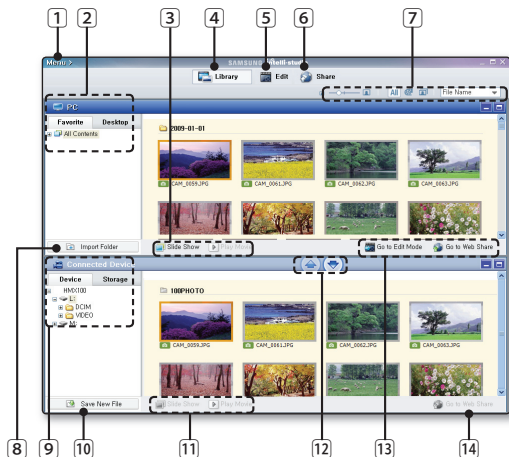 1 2 3 4 5 6 7
Menu >
SAMSUNG intelli-studio
Library Edit Share
All File Name
PC
Favorite Desktop
All Contents
2009-01-01
CAM_0059.JPG CAM_0061.JPG CAM_0062.JPG CAM_0063.JPG
Import Folder
Slide Show Play Movie
Go to Edit Mode Go to Web Share
Connected Device
Device Storage
HMX100
L:
DCIM
VIDEO
M:
100PHOTO
CAM_0059.JPG CAM_0061.JPG CAM_0062.JPG CAM_0063.JPG
Save New File
Slide Show Play Movie
Go to Web Share
8 9 10 11 12 13 14